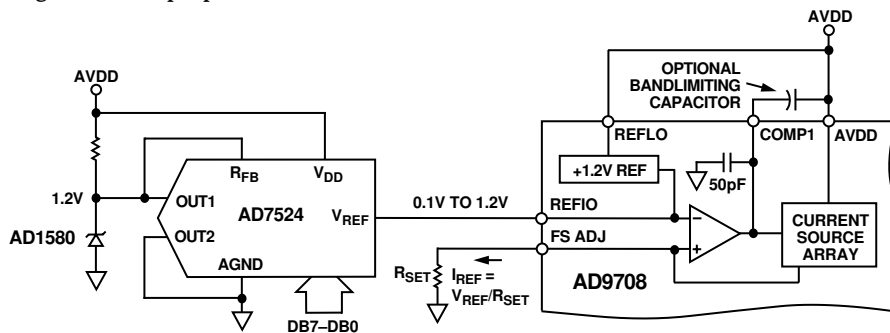 AVDD
1.2V
AD1580
OUT1
OUT2
RFB
VDD
AD7524
VREF
AGND
DB7–DB0
0.1V TO 1.2V
RSET
IREF =
VREF/RSET
AVDD
OPTIONAL
BANDLIMITING
CAPACITOR
REFLO
COMP1
AVDD
+1.2V REF
50pF
REFIO
FS ADJ
–
+
CURRENT
SOURCE
ARRAY
AD9708